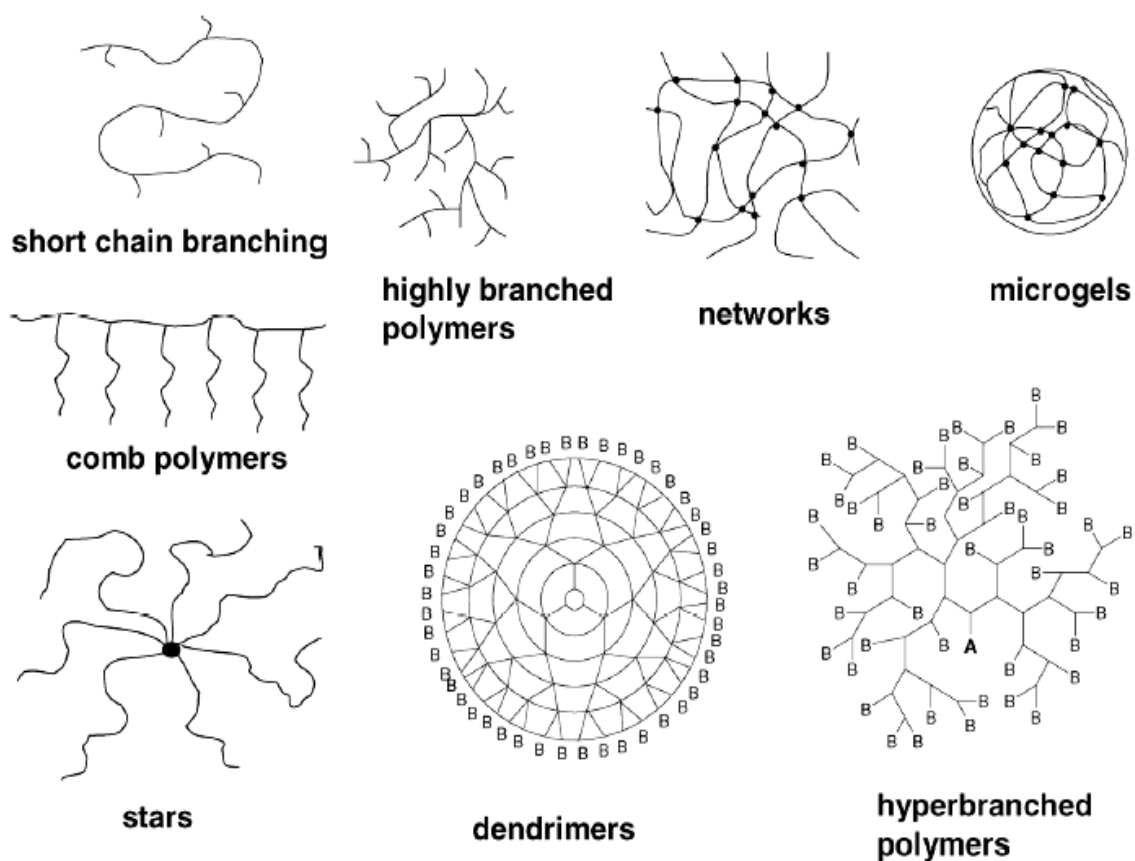 short chain branching
highly branched
polymers
networks
microgels
comb polymers
stars
dendrimers
A
hyperbranched
polymers